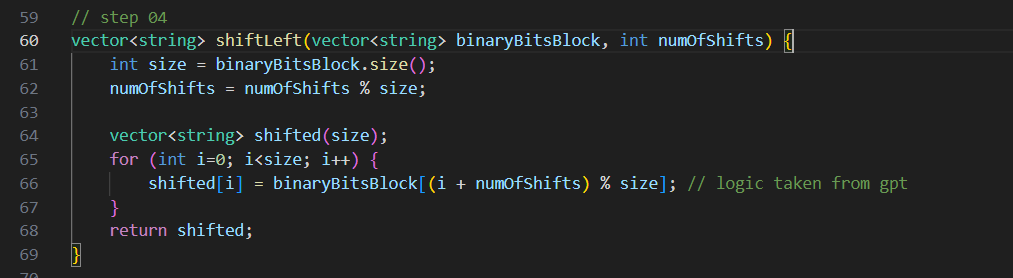 59 // step 04
60 vector<string> shiftLeft(vector<string> binaryBitsBlock, int numOfShifts) {
61     int size = binaryBitsBlock.size();
62     numOfShifts = numOfShifts % size;
63
64     vector<string> shifted(size);
65     for (int i=0; i<size; i++) {
66         shifted[i] = binaryBitsBlock[(i + numOfShifts) % size]; // logic taken from gpt
67     }
68     return shifted;
69 }
70